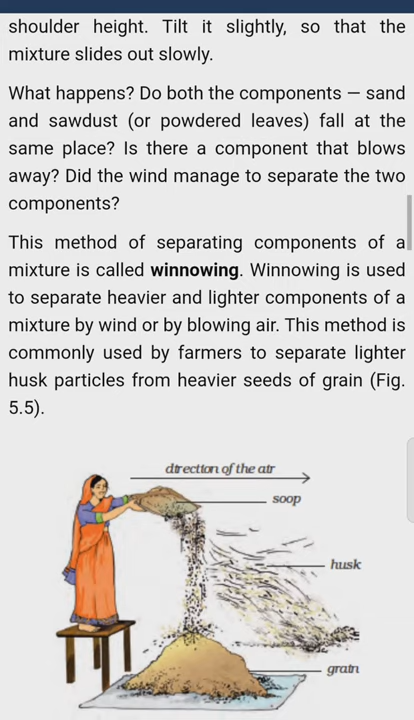 shoulder height. Tilt it slightly, so that the
mixture slides out slowly.
What happens? Do both the components — sand
and sawdust (or powdered leaves) fall at the
same place? Is there a component that blows
away? Did the wind manage to separate the two
components?
This method of separating components of a
mixture is called winnowing. Winnowing is used
to separate heavier and lighter components of a
mixture by wind or by blowing air. This method is
commonly used by farmers to separate lighter
husk particles from heavier seeds of grain (Fig.
5.5).
direction of the air
soop
husk
grain